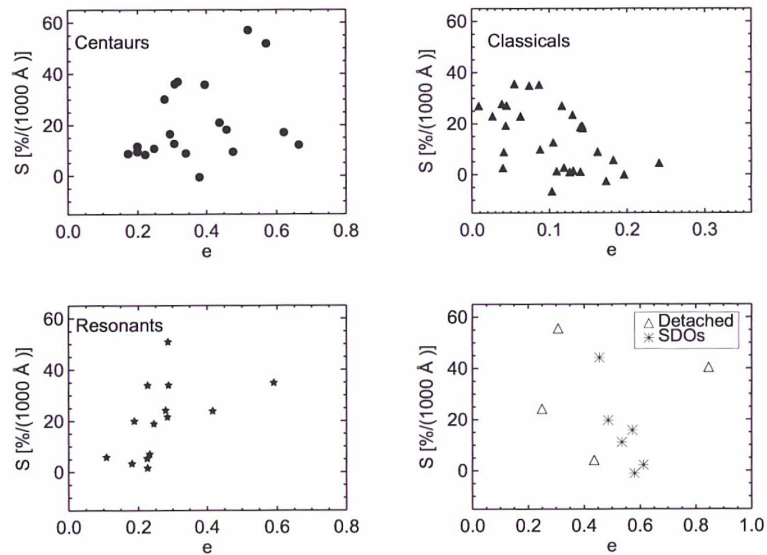 Centaurs
60
40
20
0
S [%/(1000 Å )]
0.0 0.2 0.4 0.6 0.8
e
Classicals
60
40
20
0
S [%/(1000 Å )]
0.0 0.1 0.2 0.3
e
Resonants
60
40
20
0
S [%/(1000 Å )]
0.0 0.2 0.4 0.6 0.8
e
Detached
SDOs
60
40
20
0
S [%/(1000 Å )]
0.0 0.2 0.4 0.6 0.8 1.0
e